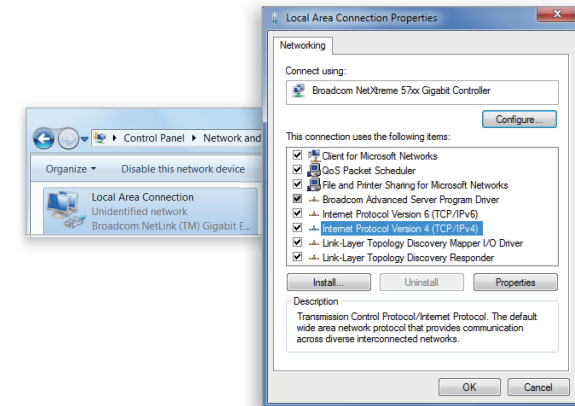 Control Panel Network and
Organize Disable this network device
Local Area Connection
Unidentified network
Broadcom NetLink (TM) Gigabit E...
Local Area Connection Properties
Networking
Connect using:
Broadcom NetXtreme 57xx Gigabit Controller
Configure...
This connection uses the following items:
Client for Microsoft Networks
QoS Packet Scheduler
File and Printer Sharing for Microsoft Networks
Broadcom Advanced Server Program Driver
Internet Protocol Version 6 (TCP/IPv6)
Internet Protocol Version 4 (TCP/IPv4)
Link-Layer Topology Discovery Mapper I/O Driver
Link-Layer Topology Discovery Responder
Install... Uninstall Properties
Description
Transmission Control Protocol/Internet Protocol. The default
wide area network protocol that provides communication
across diverse interconnected networks.
OK Cancel